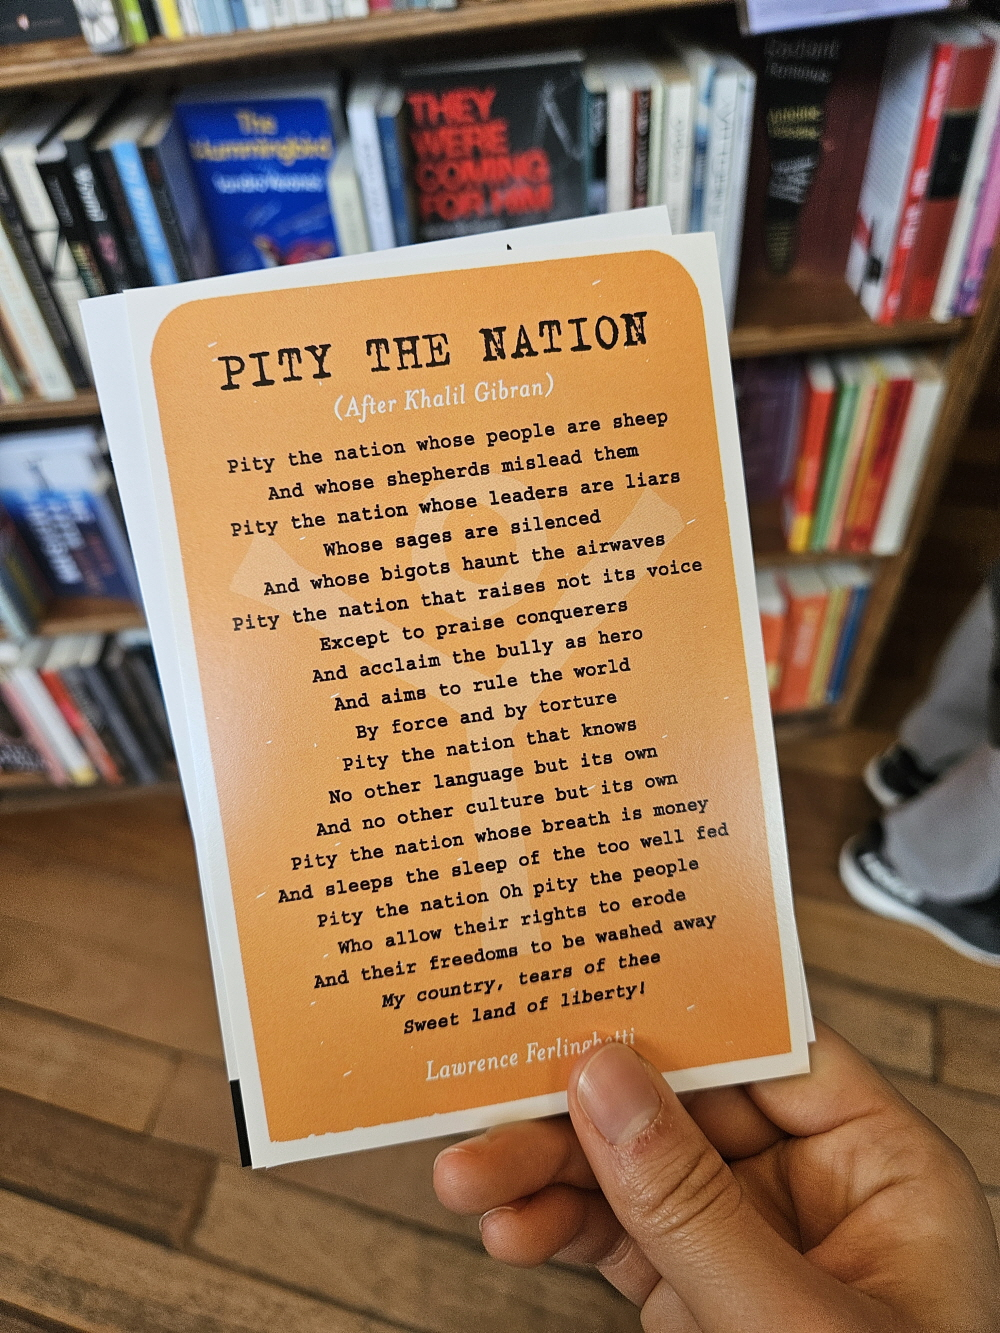 The
Hummingbird
THEY
WERE
COMING
FOR HIM
PITY THE NATION
(After Khalil Gibran)
Pity the nation whose people are sheep
And whose shepherds mislead them
Pity the nation whose leaders are liars
Whose sages are silenced
And whose bigots haunt the airwaves
Pity the nation that raises not its voice
Except to praise conquerers
And acclaim the bully as hero
And aims to rule the world
By force and by torture
Pity the nation that knows
No other language but its own
And no other culture but its own
Pity the nation whose breath is money
And sleeps the sleep of the too well fed
Pity the nation Oh pity the people
Who allow their rights to erode
And their freedoms to be washed away
My country, tears of thee
Sweet land of liberty!
Lawrence Ferlinghetti